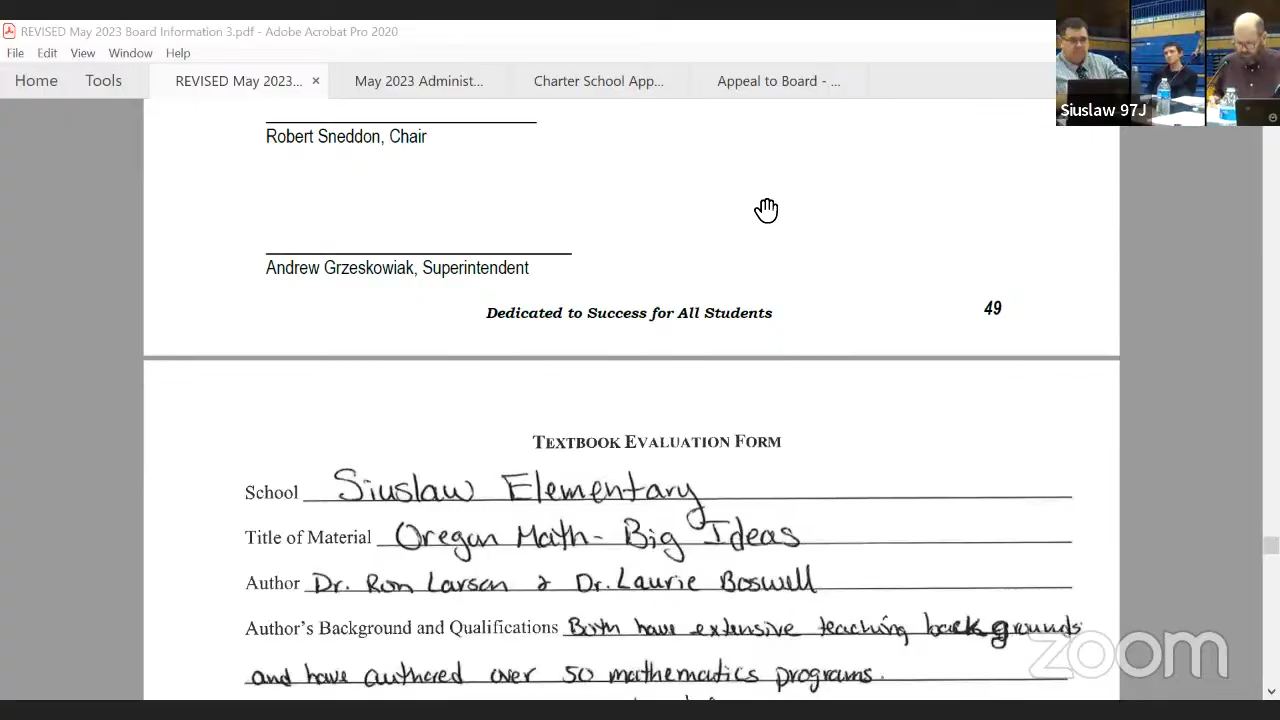 REVISED May 2023 Board Information 3.pdf - Adobe Acrobat Pro 2020
File Edit View Window Help
Home Tools REVISED May 2023... × May 2023 Administ... Charter School App... Appeal to Board - ...
Siuslaw 97J
Robert Sneddon, Chair
Andrew Grzeskowiak, Superintendent
Dedicated to Success for All Students 49
TEXTBOOK EVALUATION FORM
School Siuslaw Elementary
Title of Material Oregon Math - Big Ideas
Author Dr. Ron Larson & Dr. Laurie Boswell
Author's Background and Qualifications Both have extensive teaching backgrounds
and have authored over 50 mathematics programs.
zoom